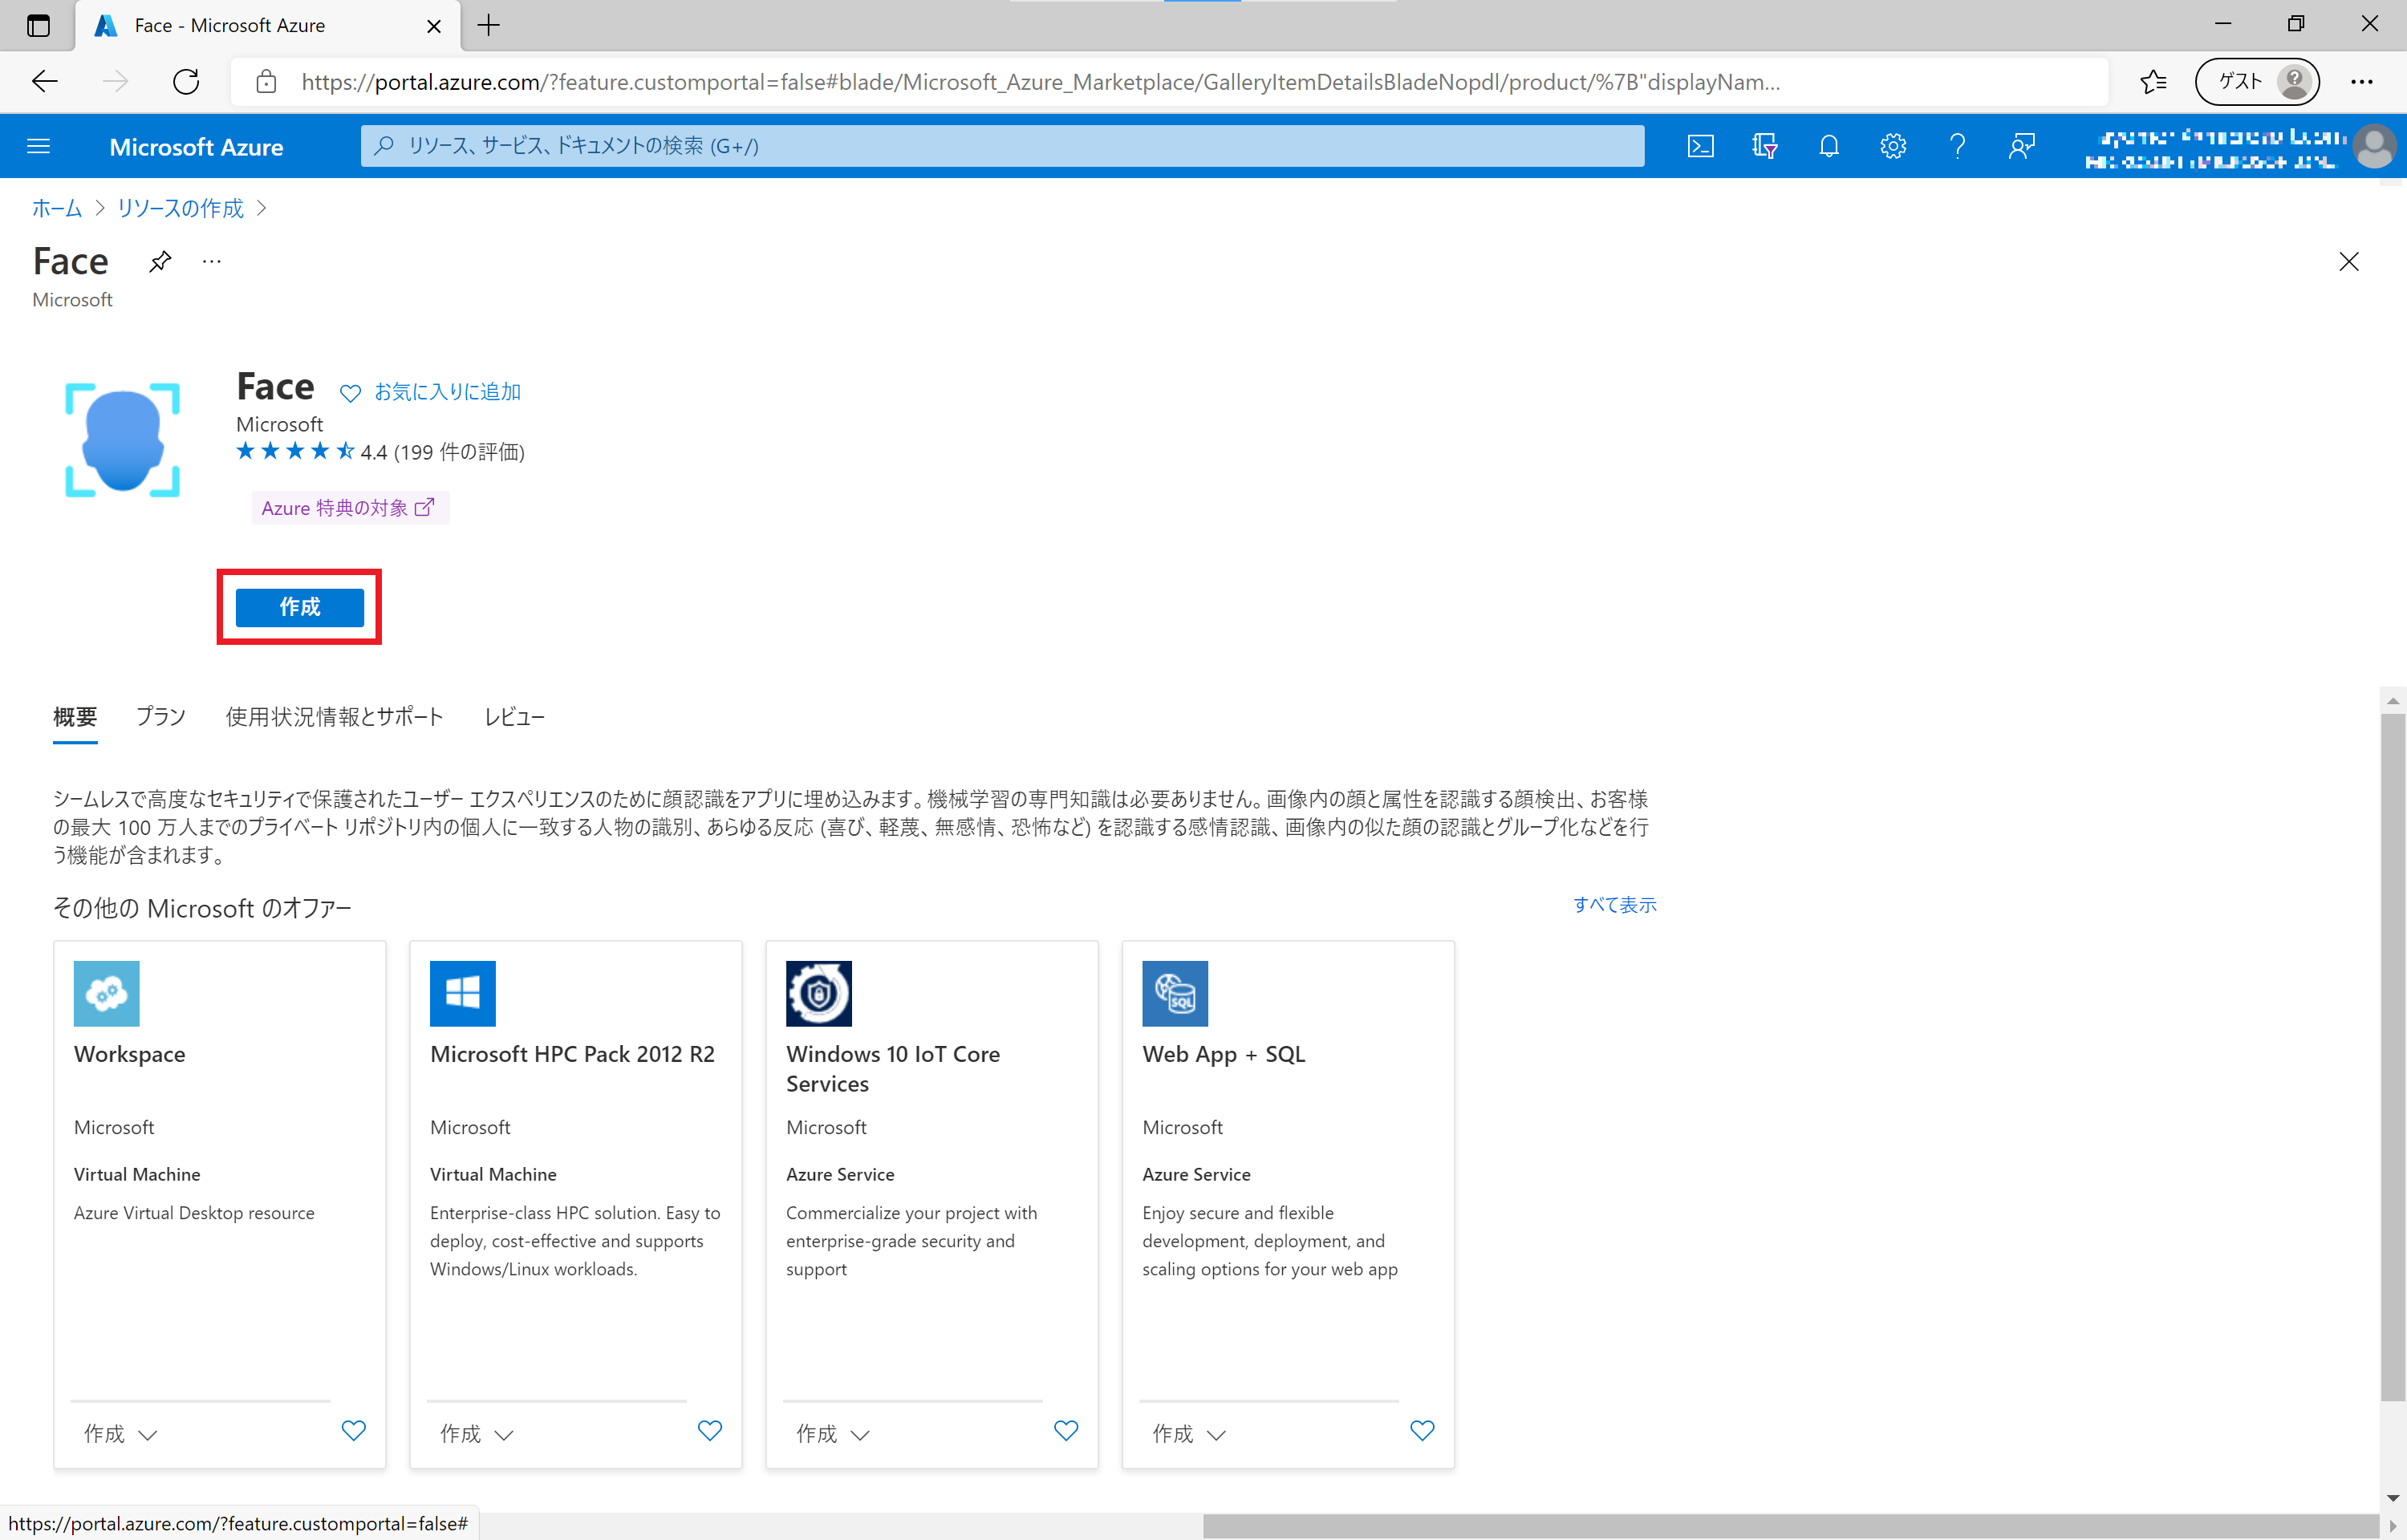 Face - Microsoft Azure
https://portal.azure.com/?feature.customportal=false#blade/Microsoft_Azure_Marketplace/GalleryItemDetailsBladeNopdl/product/%7B"displayNam...
ゲスト
Microsoft Azure
リソース、サービス、ドキュメントの検索 (G+/)
ホーム > リソースの作成 >
Face
Microsoft
Face
お気に入りに追加
Microsoft
4.4 (199 件の評価)
Azure 特典の対象
作成
概要 プラン 使用状況情報とサポート レビュー
シームレスで高度なセキュリティで保護されたユーザー エクスペリエンスのために顔認識をアプリに埋め込みます。機械学習の専門知識は必要ありません。画像内の顔と属性を認識する顔検出、お客様
の最大 100 万人までのプライベート リポジトリ内の個人に一致する人物の識別、あらゆる反応 (喜び、軽蔑、無感情、恐怖など) を認識する感情認識、画像内の似た顔の認識とグループ化などを行
う機能が含まれます。
その他の Microsoft のオファー
すべて表示
Workspace
Microsoft
Virtual Machine
Azure Virtual Desktop resource
作成
Microsoft HPC Pack 2012 R2
Microsoft
Virtual Machine
Enterprise-class HPC solution. Easy to
deploy, cost-effective and supports
Windows/Linux workloads.
作成
Windows 10 IoT Core
Services
Microsoft
Azure Service
Commercialize your project with
enterprise-grade security and
support
作成
SQL
Web App + SQL
Microsoft
Azure Service
Enjoy secure and flexible
development, deployment, and
scaling options for your web app
作成
https://portal.azure.com/?feature.customportal=false#